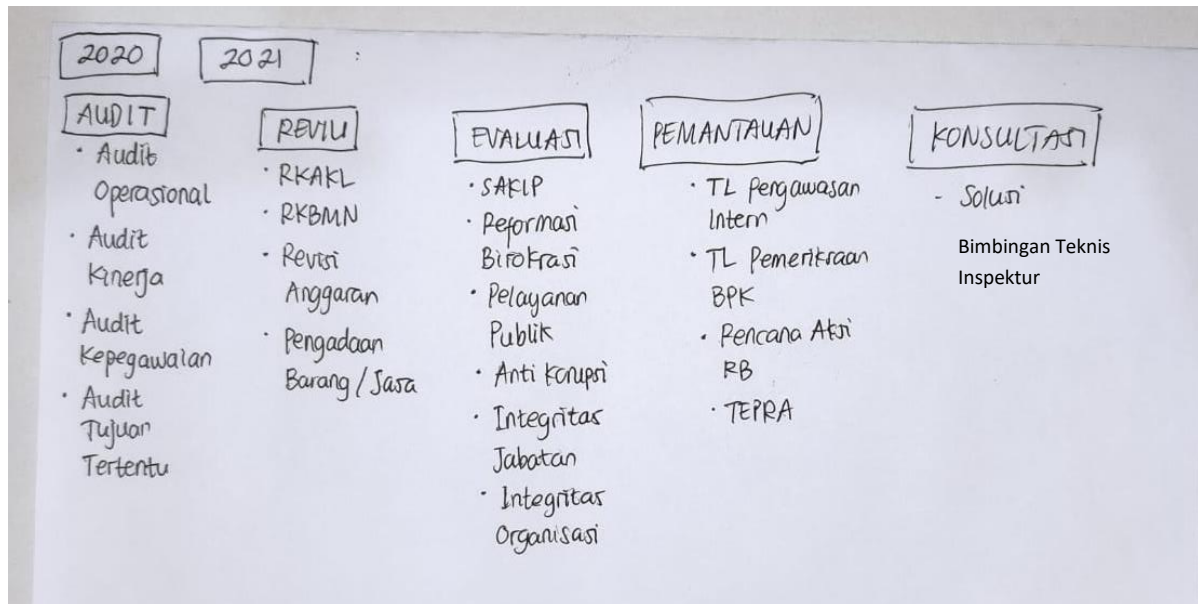 2020
2021 :
AUDIT
• Audit
Operasional
• Audit
Kinerja
• Audit
Kepegawaian
• Audit
Tujuan
Tertentu
REVIU
• RKAKL
• RKBMN
• Revisi
Anggaran
• Pengadaan
Barang / Jasa
EVALUASI
• SAKIP
• Reformasi
Birokrasi
• Pelayanan
Publik
• Anti Korupsi
• Integritas
Jabatan
• Integritas
Organisasi
PEMANTAUAN
• TL Pengawasan
Intern
• TL Pemeriksaan
BPK
• Rencana Aksi
RB
• TEPRA
KONSULTASI
- Solusi
Bimbingan Teknis
Inspektur